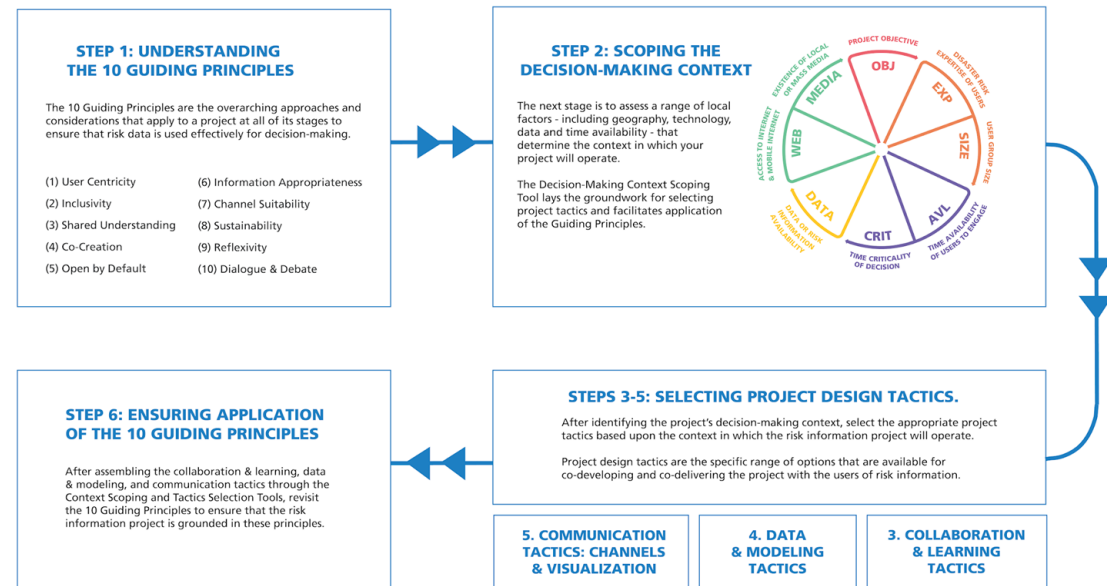 STEP 1: UNDERSTANDING
THE 10 GUIDING PRINCIPLES
The 10 Guiding Principles are the overarching approaches and
considerations that apply to a project at all of its stages to
ensure that risk data is used effectively for decision-making.
(1) User Centricity
(2) Inclusivity
(3) Shared Understanding
(4) Co-Creation
(5) Open by Default
(6) Information Appropriateness
(7) Channel Suitability
(8) Sustainability
(9) Reflexivity
(10) Dialogue & Debate
STEP 2: SCOPING THE
DECISION-MAKING CONTEXT
The next stage is to assess a range of local
factors - including geography, technology,
data and time availability - that
determine the context in which your
project will operate.
The Decision-Making Context Scoping
Tool lays the groundwork for selecting
project tactics and facilitates application
of the Guiding Principles.
PROJECT OBJECTIVE
OBJ
DISASTER RISK
EXPERTISE OF USERS
EXP
USER GROUP SIZE
SIZE
TIME AVAILABILITY
OF USERS TO ENGAGE
AVL
TIME CRITICALITY
OF DECISION
CRIT
DATA OR RISK
INFORMATION
AVAILABILITY
DATA
ACCESS TO INTERNET
& MOBILE INTERNET
WEB
EXISTENCE OF LOCAL
OR MASS MEDIA
MEDIA
STEPS 3-5: SELECTING PROJECT DESIGN TACTICS.
After identifying the project's decision-making context, select the appropriate project
tactics based upon the context in which the risk information project will operate.
Project design tactics are the specific range of options that are available for
co-developing and co-delivering the project with the users of risk information.
5. COMMUNICATION
TACTICS: CHANNELS
& VISUALIZATION
4. DATA
& MODELING
TACTICS
3. COLLABORATION
& LEARNING
TACTICS
STEP 6: ENSURING APPLICATION
OF THE 10 GUIDING PRINCIPLES
After assembling the collaboration & learning, data
& modeling, and communication tactics through the
Context Scoping and Tactics Selection Tools, revisit
the 10 Guiding Principles to ensure that the risk
information project is grounded in these principles.